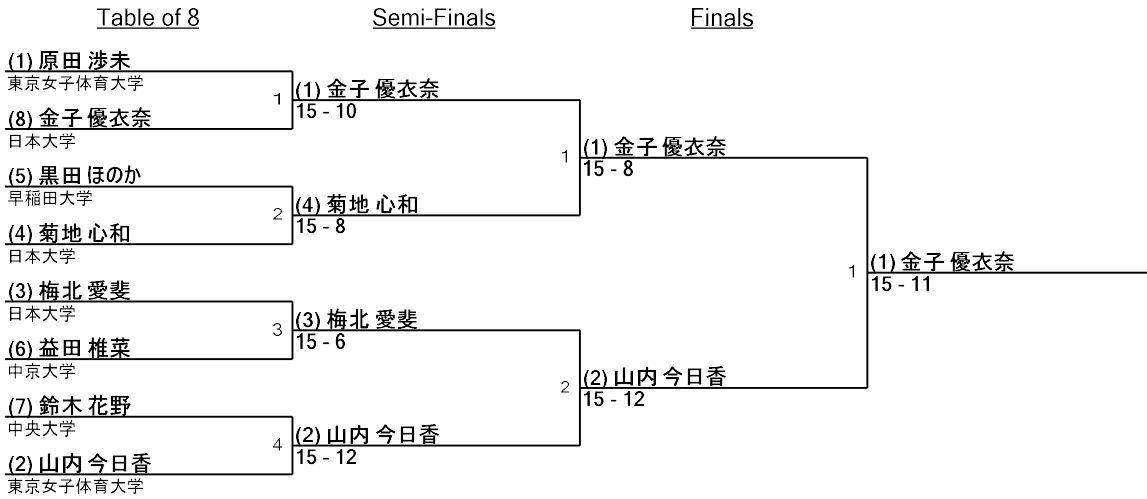 Table of 8
Semi-Finals
Finals
(1) 原田 渉未
東京女子体育大学
(8) 金子 優衣奈
日本大学
(5) 黒田 ほのか
早稲田大学
(4) 菊地 心和
日本大学
(3) 梅北 愛斐
日本大学
(6) 益田 椎菜
中京大学
(7) 鈴木 花野
中央大学
(2) 山内 今日香
東京女子体育大学
1
(1) 金子 優衣奈
15 - 10
2
(4) 菊地 心和
15 - 8
3
(3) 梅北 愛斐
15 - 6
4
(2) 山内 今日香
15 - 12
1
(1) 金子 優衣奈
15 - 8
2
(2) 山内 今日香
15 - 12
1
(1) 金子 優衣奈
15 - 11